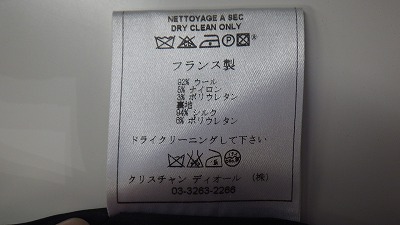 NETTOYAGE A SEC
DRY CLEAN ONLY
P
フランス製
92% ウール
5% ナイロン
3% ポリウレタン
裏地
94% シルク
6% ポリウレタン
ドライクリーニングして下さい
クリスチャン ディオール (株)
03-3263-2266